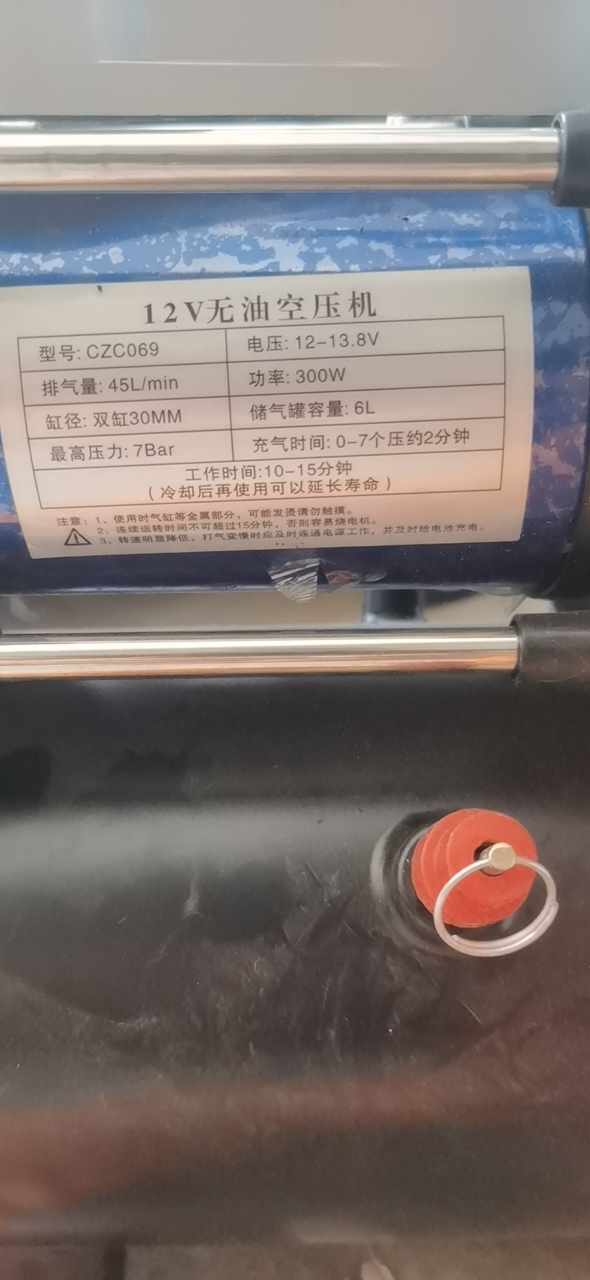 12V无油空压机
型号: CZC069 电压: 12-13.8V
排气量: 45L/min 功率: 300W
缸径: 双缸30MM 储气罐容量: 6L
最高压力: 7Bar 充气时间: 0-7个压约2分钟
工作时间:10-15分钟
(冷却后再使用可以延长寿命)
注意: 1、使用时气缸等金属部分，可能发烫请勿触摸。
2、连续运转时间不可超过15分钟，否则容易烧电机。
3、转速明显降低，打气变慢时应及时连通电源工作，并及时给电池充电。